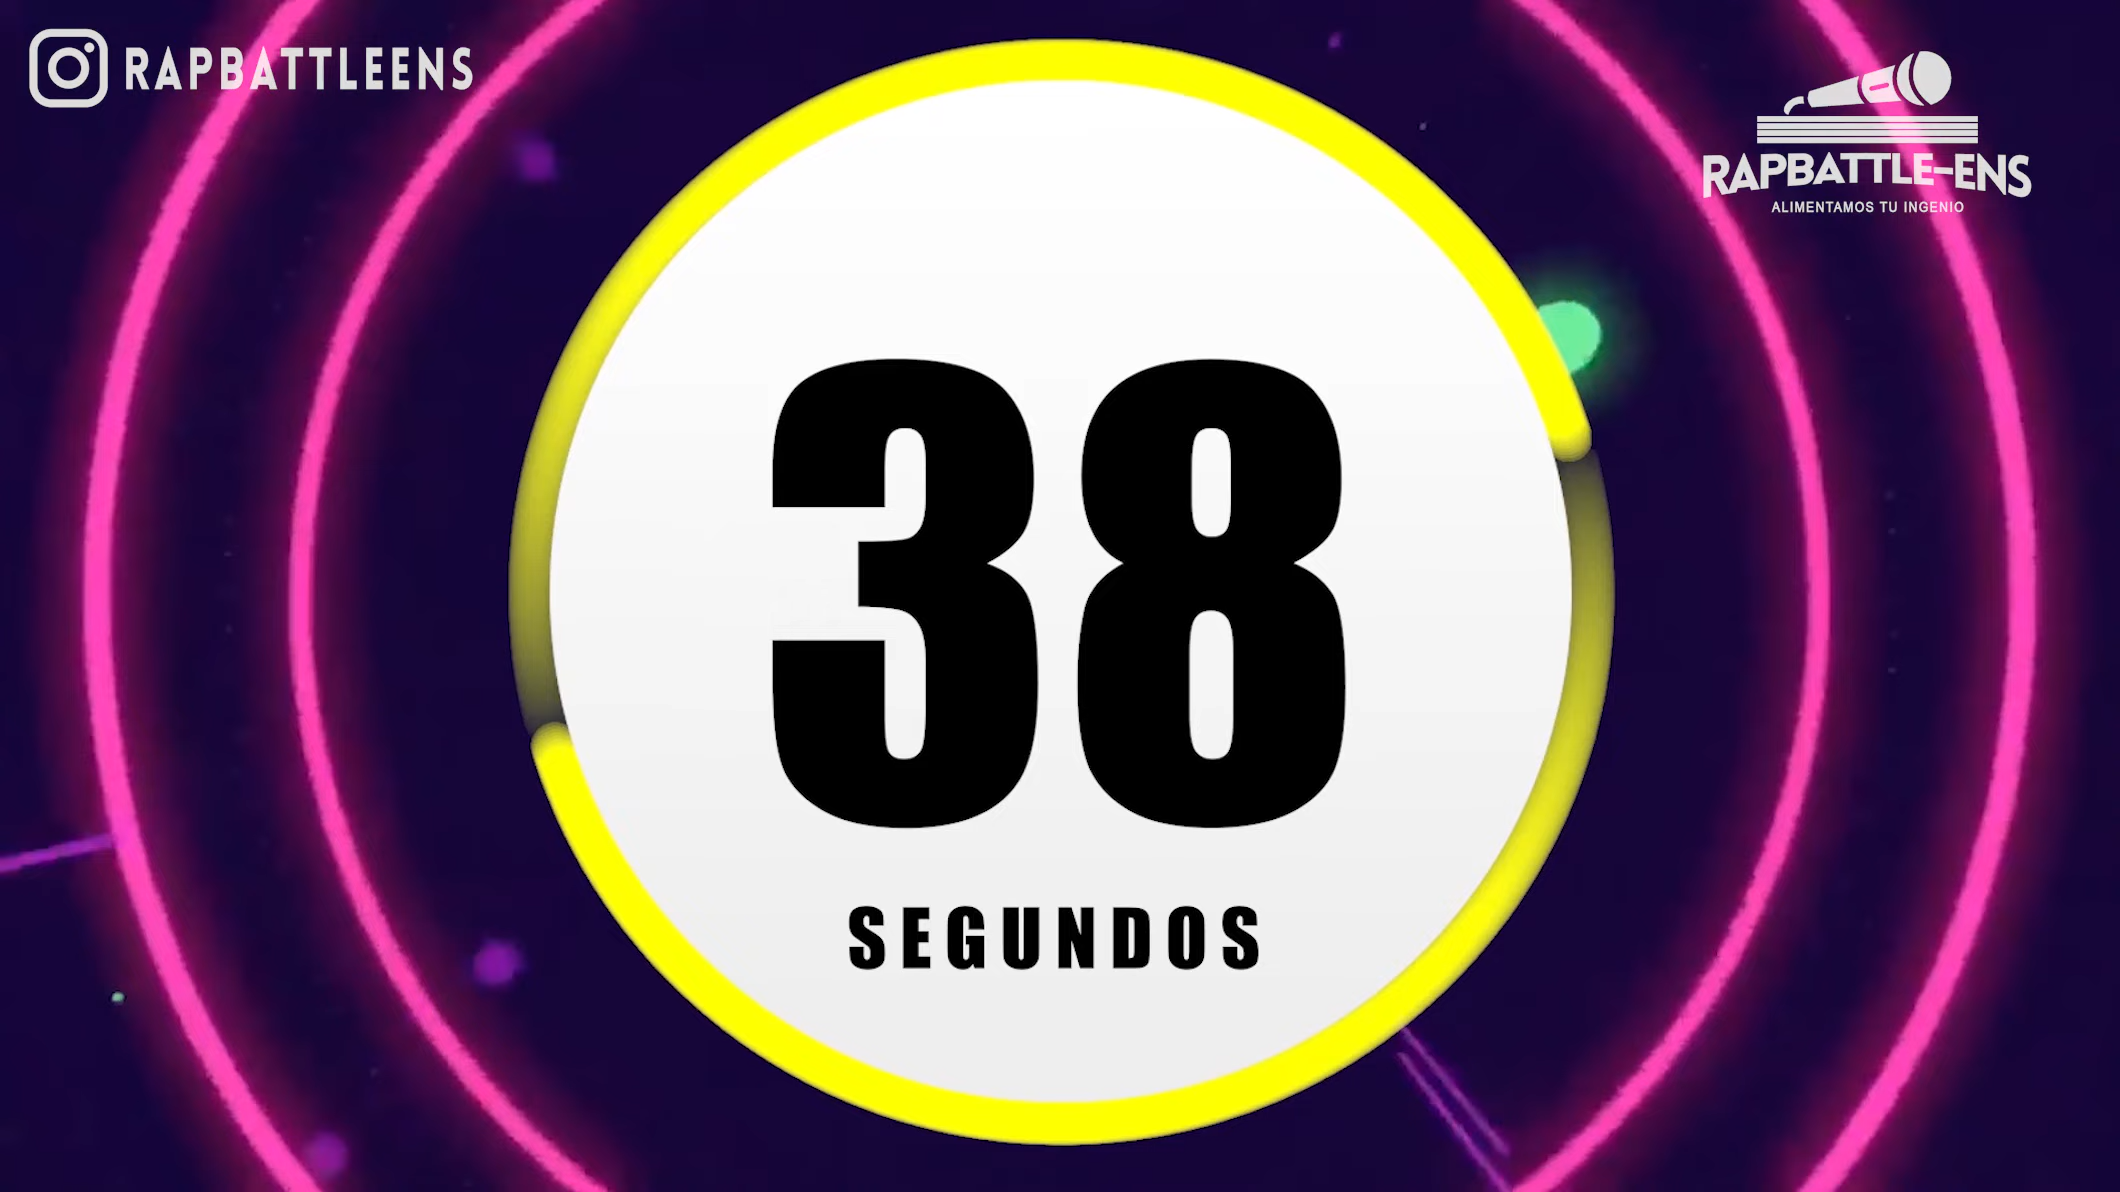 RAPBATTLEENS
RAPBATTLE-ENS
ALIMENTAMOS TU INGENIO
38
SEGUNDOS